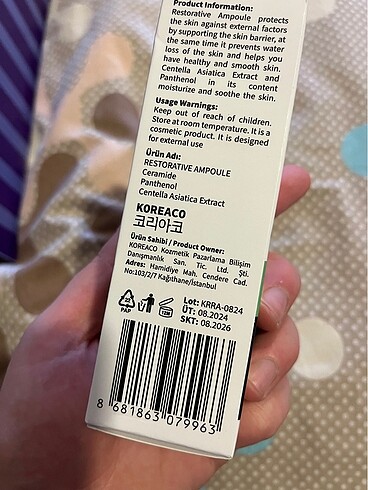 Product Information:
Restorative Ampoule protects
the skin against external factors
by supporting the skin barrier, at
the same time it prevents water
loss of the skin and helps you
have healthy and smooth skin.
Centella Asiatica Extract and
Panthenol in its content
moisturize and soothe the skin.
Usage Warnings:
Keep out of reach of children.
Store at room temperature. It is a
cosmetic product. It is designed
for external use
Ürün Adı:
RESTORATIVE AMPOULE
Ceramide
Panthenol
Centella Asiatica Extract
KOREACO
코리아코
Ürün Sahibi / Product Owner:
KOREACO Kozmetik Pazarlama Bilişim
Danışmanlık San. Tic. Ltd. Şti.
Adres: Hamidiye Mah. Cendere Cad.
No:103/2/7 Kağıthane/İstanbul
PAP
12M
Lot: KRRA-0824
ÜT: 08.2024
SKT: 08.2026
8 681863 079963